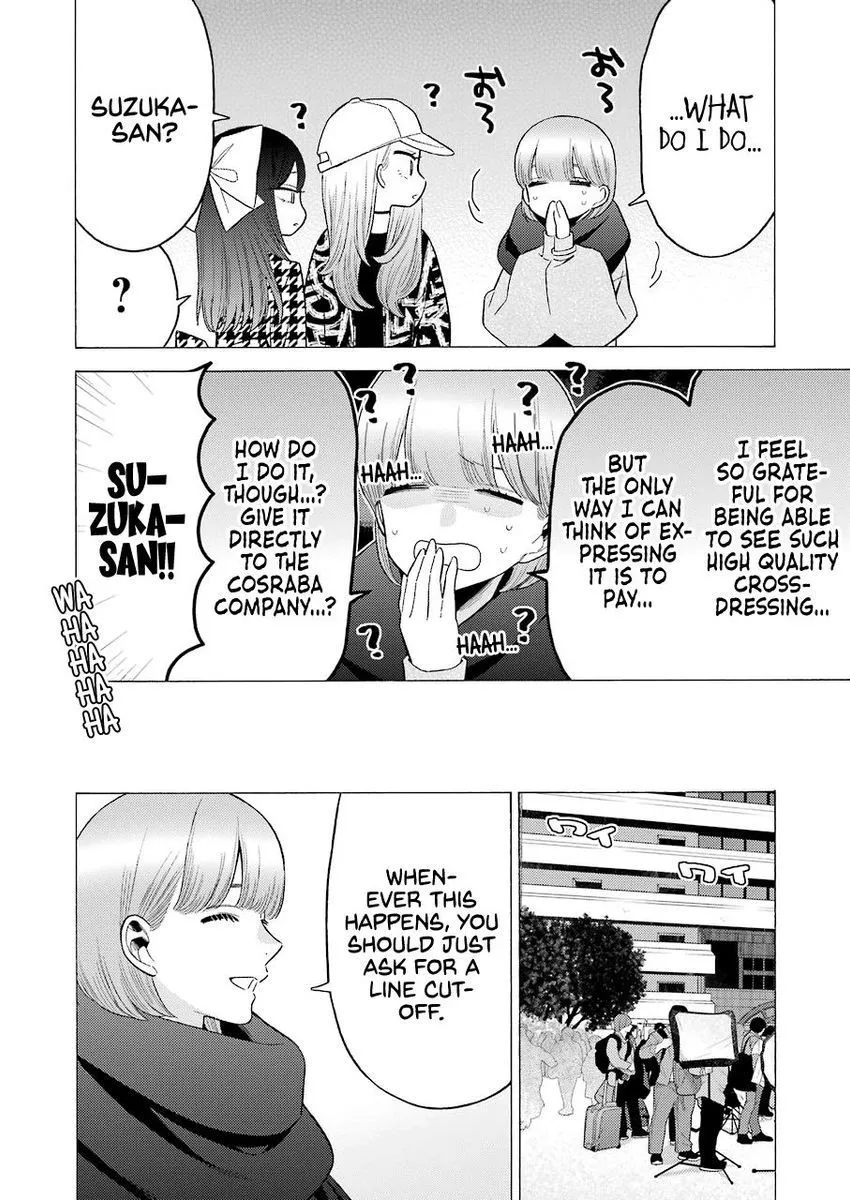 ...WHAT
DO I DO...
お〜
お〜
?
?
SUZUKA-
SAN?
?
I FEEL
SO GRATE-
FUL FOR
BEING ABLE
TO SEE SUCH
HIGH QUALITY
CROSS-
DRESSING...
BUT
THE ONLY
WAY I CAN
THINK OF EX-
PRESSING
IT IS TO
PAY...
?
?
?
?
HAAH...
HAAH...
?
?
HAAH...
HOW DO
I DO IT,
THOUGH...?
GIVE IT
DIRECTLY
TO THE
COSRABA
COMPANY...?
SU-
ZUKA-
SAN!!
WA
HA
HA
HA
HA
ワイ
ワイ
WHEN-
EVER THIS
HAPPENS, YOU
SHOULD JUST
ASK FOR A
LINE CUT-
OFF.